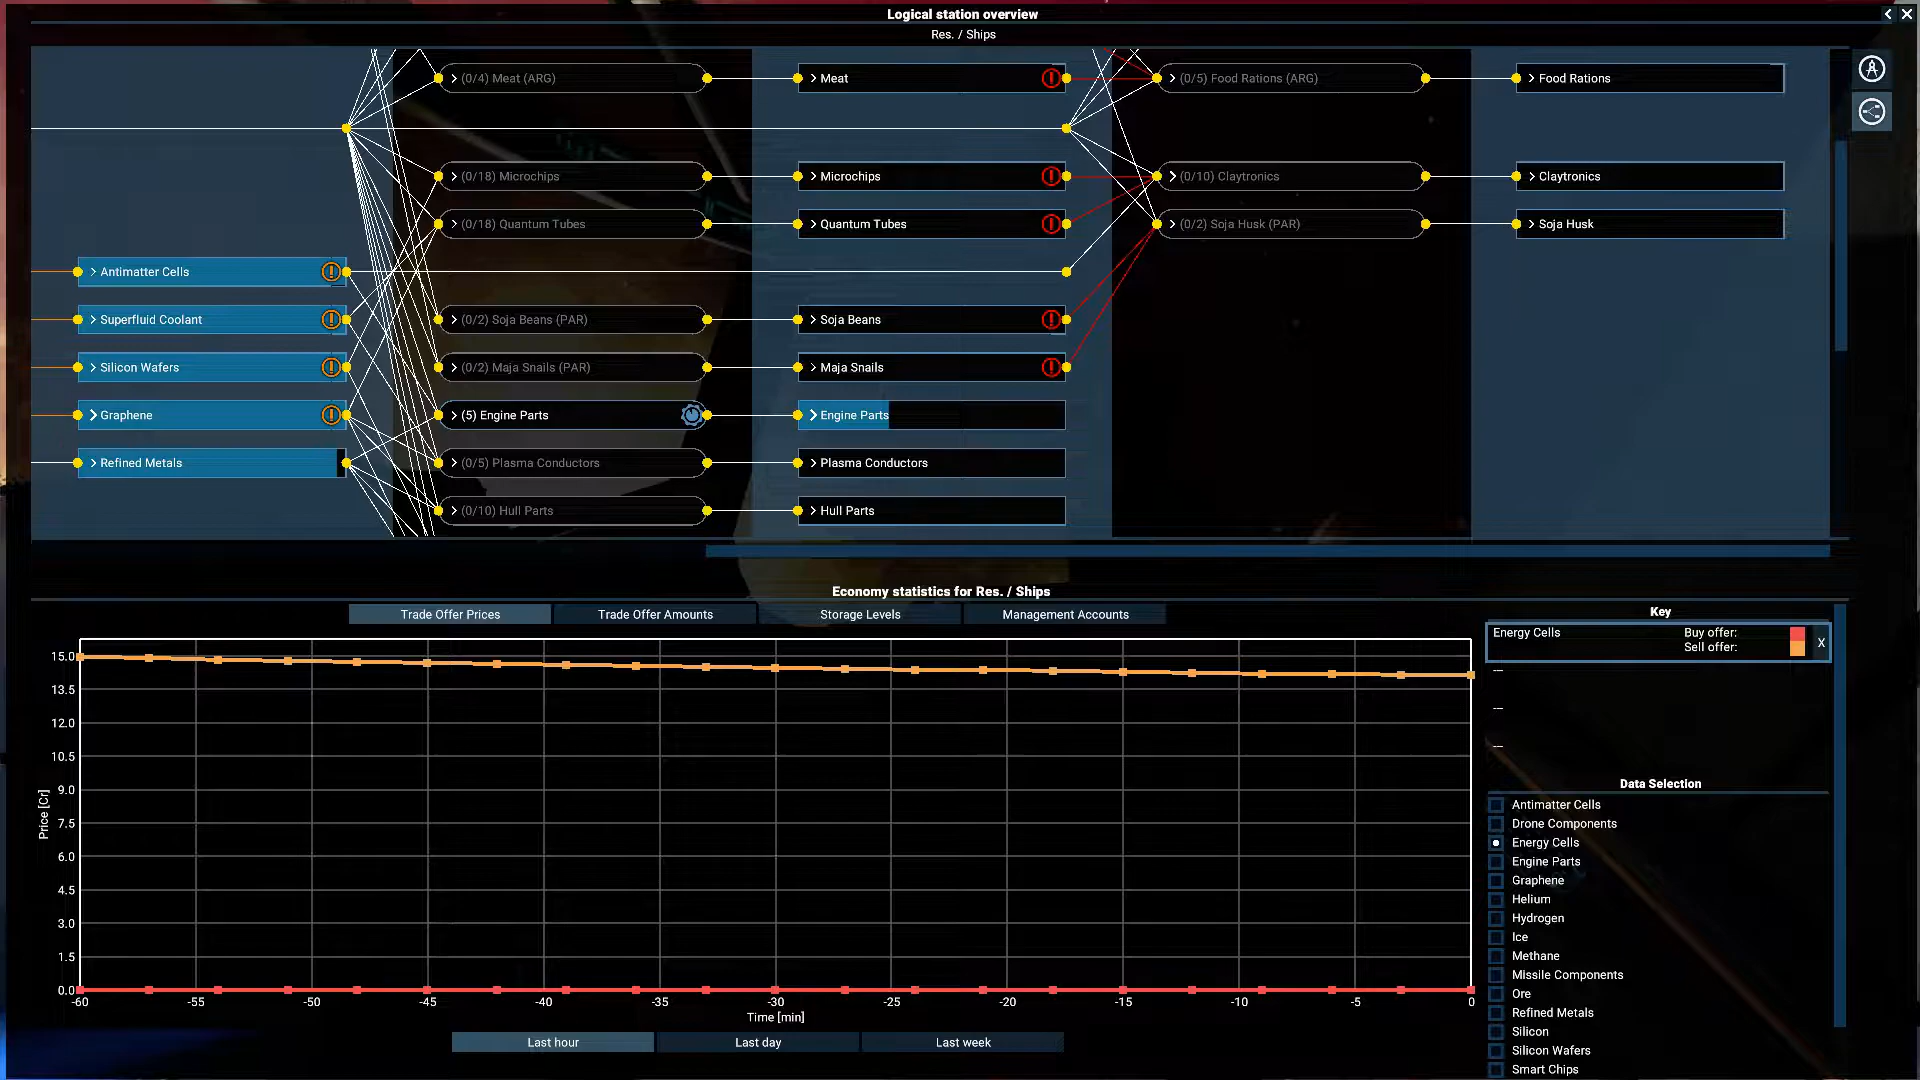 Logical station overview
Res. / Ships
(0/4) Meat (ARG)
Meat
(0/5) Food Rations (ARG)
Food Rations
(0/18) Microchips
Microchips
(0/10) Claytronics
Claytronics
(0/18) Quantum Tubes
Quantum Tubes
(0/2) Soja Husk (PAR)
Soja Husk
Antimatter Cells
Superfluid Coolant
(0/2) Soja Beans (PAR)
Soja Beans
Silicon Wafers
(0/2) Maja Snails (PAR)
Maja Snails
Graphene
(5) Engine Parts
Engine Parts
Refined Metals
(0/5) Plasma Conductors
Plasma Conductors
(0/10) Hull Parts
Hull Parts
Economy statistics for Res. / Ships
Trade Offer Prices
Trade Offer Amounts
Storage Levels
Management Accounts
Price [Cr]
15.0
13.5
12.0
10.5
9.0
7.5
6.0
4.5
3.0
1.5
0.0
-60
-55
-50
-45
-40
-35
-30
-25
-20
-15
-10
-5
0
Time [min]
Last hour
Last day
Last week
Key
Energy Cells
Buy offer:
Sell offer:
X
---
---
---
Data Selection
Antimatter Cells
Drone Components
Energy Cells
Engine Parts
Graphene
Helium
Hydrogen
Ice
Methane
Missile Components
Ore
Refined Metals
Silicon
Silicon Wafers
Smart Chips